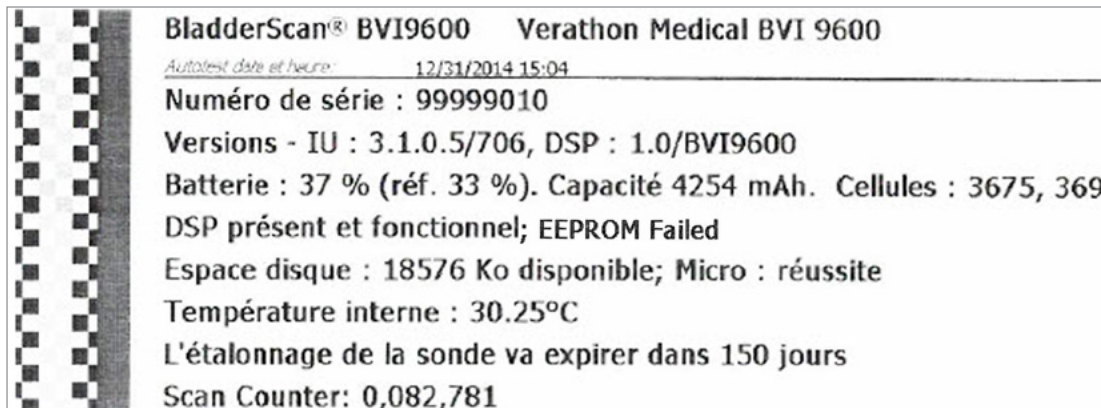 BladderScan® BVI9600 Verathon Medical BVI 9600
Autotest date et heure: 12/31/2014 15:04
Numéro de série : 99999010
Versions - IU : 3.1.0.5/706, DSP : 1.0/BVI9600
Batterie : 37 % (réf. 33 %). Capacité 4254 mAh. Cellules : 3675, 369
DSP présent et fonctionnel; EEPROM Failed
Espace disque : 18576 Ko disponible; Micro : réussite
Température interne : 30.25°C
L'étalonnage de la sonde va expirer dans 150 jours
Scan Counter: 0,082,781